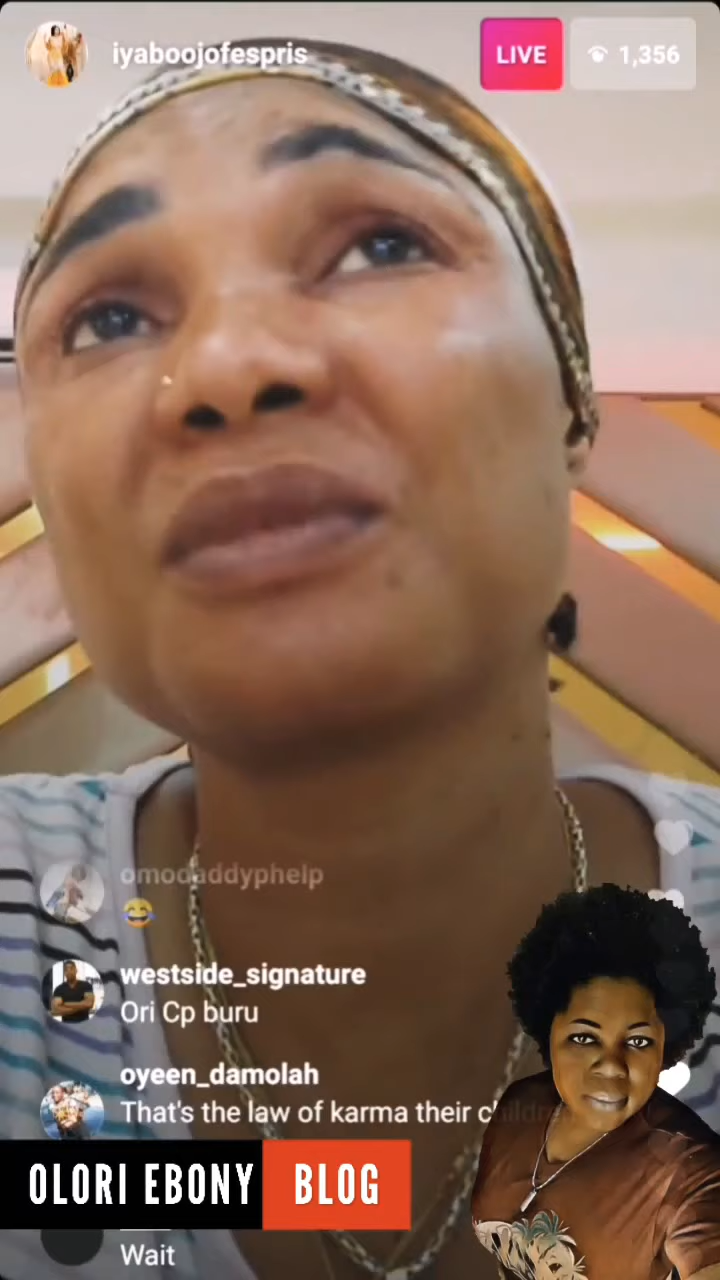 iyaboojofespris
LIVE
1,356
omodaddyphelp
😂
westside_signature
Ori Cp buru
oyeen_damolah
That's the law of karma their children
OLORI EBONY BLOG
Wait